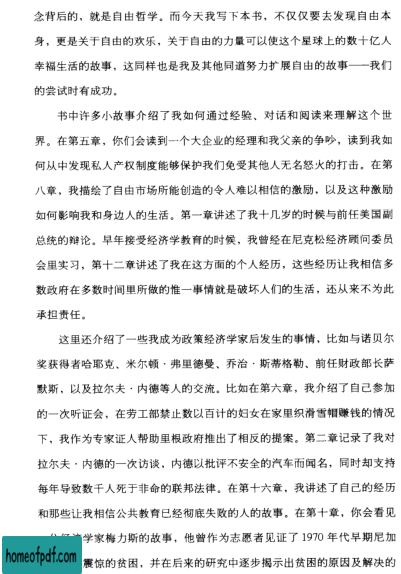 念背后的，就是自由哲学。而今天我写下本书，不仅仅要去发现自由本
身，更是关于自由的欢乐，关于自由的力量可以使这个星球上的数十亿人
幸福生活的故事，这同样也是我及其他同道努力扩展自由的故事——我们
的尝试时有成功。
书中许多小故事介绍了我如何通过经验、对话和阅读来理解这个世
界。在第五章，你们会读到一个大企业的经理和我父亲的争吵，读到我如
何从中发现私人产权制度能够保护我们免受其他人无名怒火的打击。在第
八章，我描绘了自由市场所能创造的令人难以相信的激励，以及这种激励
如何影响我和身边人的生活。第一章讲述了我十几岁的时候与前任美国副
总统的辩论。早年接受经济学教育的时候，我曾经在尼克松经济顾问委员
会里实习，第十二章讲述了我在这方面的个人经历，这些经历让我相信多
数政府在多数时间里所做的惟一事情就是破坏人们的生活，还从来不为此
承担责任。
这里还介绍了一些我成为政策经济学家后发生的事情，比如与诺贝尔
奖获得者哈耶克、米尔顿·弗里德曼、乔治·斯蒂格勒、前任财政部长萨
默斯，以及拉尔夫·内德等人的交流。比如在第六章，我介绍了自己参加
的一次听证会，在劳工部禁止数以百计的妇女在家里织滑雪帽赚钱的情况
下，我作为专家证人帮助里根政府推出了相反的提案。第二章记录了我对
拉尔夫·内德的一次访谈，内德以批评不安全的汽车而闻名，同时却支持
每年导致数千人死于非命的联邦法律。在第十六章，我讲述了自己的经历
和那些让我相信公共教育已经彻底失败的人的故事。在第十章，你会看见
经济学家梅力斯的故事，他曾作为志愿者见证了 1970 年代早期尼加
震惊的贫困，并在后来的研究中逐步揭示出贫困的原因及解决的
homeofpdf.com